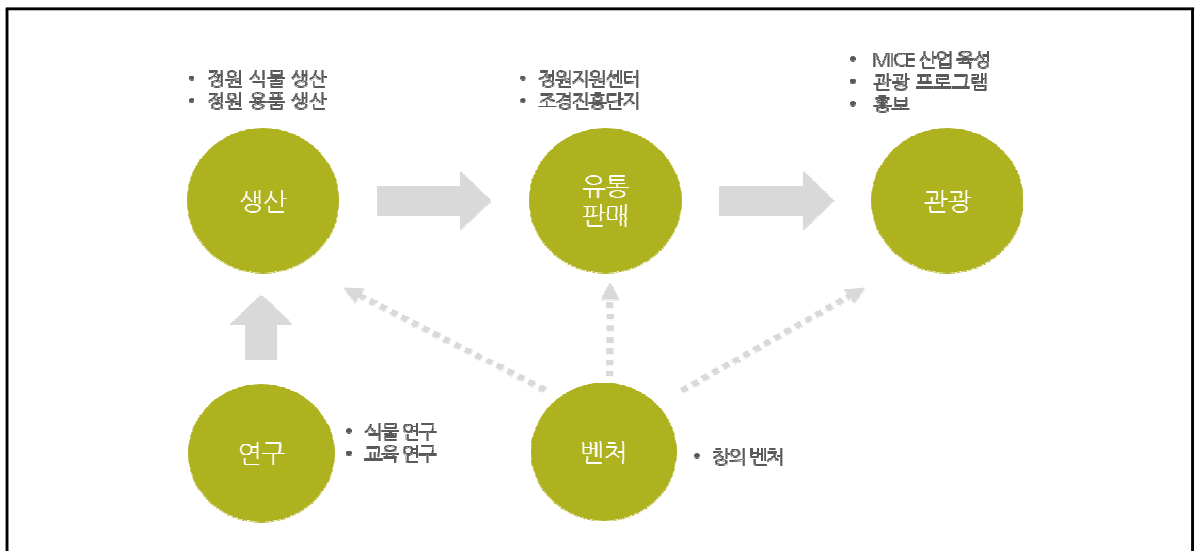 • 정원 식물 생산
• 정원 용품 생산
생산
• 정원지원센터
• 조경진흥단지
유통
판매
• MICE 산업 육성
• 관광 프로그램
• 홍보
관광
연구
• 식물 연구
• 교육 연구
벤처
• 창의 벤처